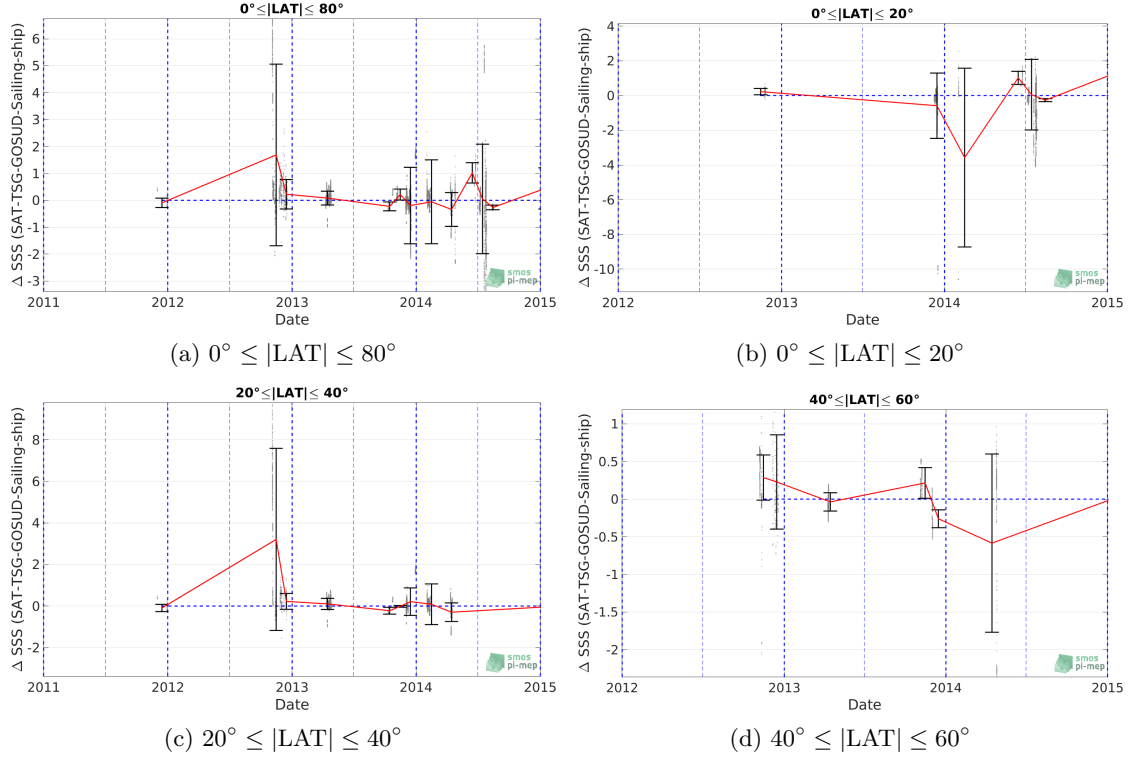 0°≤|LAT|≤ 80°
Δ SSS (SAT-TSG-GOSUD-Sailing-ship)
6
5
4
3
2
1
0
-1
-2
-3
2011
2012
2013
2014
2015
Date
smos
pi-mep
(a) 0° ≤ |LAT| ≤ 80°
0°≤|LAT|≤ 20°
Δ SSS (SAT-TSG-GOSUD-Sailing-ship)
4
2
0
-2
-4
-6
-8
-10
2012
2013
2014
2015
Date
smos
pi-mep
(b) 0° ≤ |LAT| ≤ 20°
20°≤|LAT|≤ 40°
Δ SSS (SAT-TSG-GOSUD-Sailing-ship)
8
6
4
2
0
-2
2011
2012
2013
2014
2015
Date
smos
pi-mep
(c) 20° ≤ |LAT| ≤ 40°
40°≤|LAT|≤ 60°
Δ SSS (SAT-TSG-GOSUD-Sailing-ship)
1
0.5
0
-0.5
-1
-1.5
-2
2012
2013
2014
2015
Date
smos
pi-mep
(d) 40° ≤ |LAT| ≤ 60°